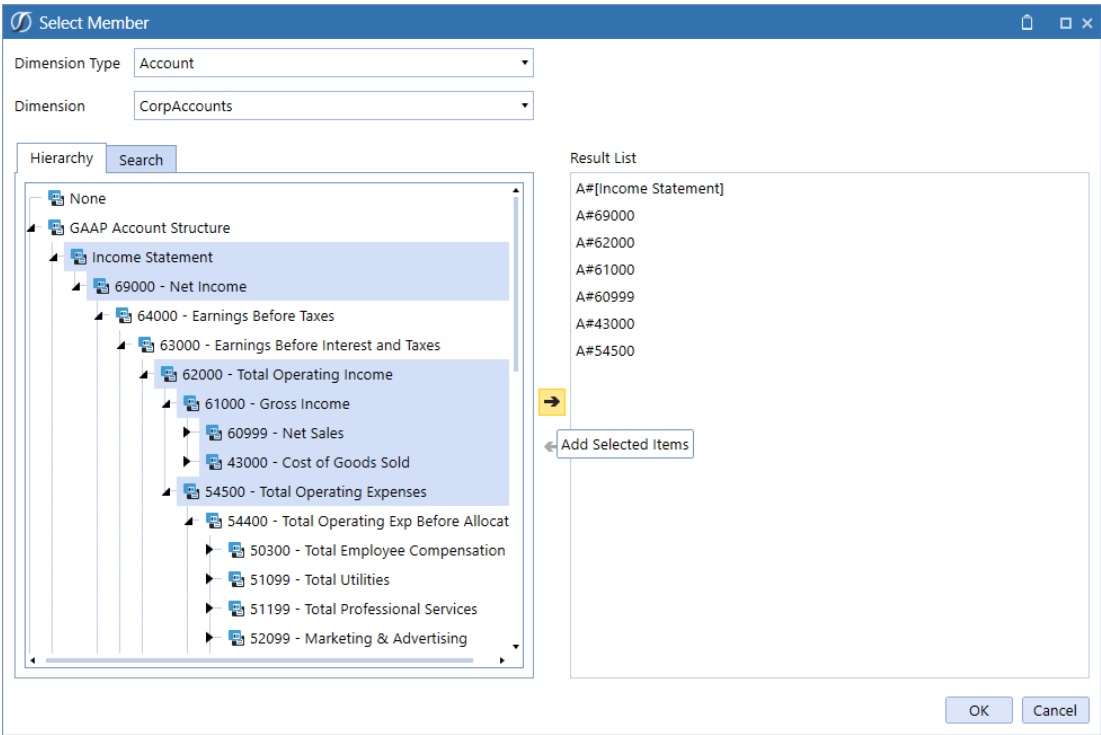 Select Member
Dimension Type Account
Dimension CorpAccounts
Hierarchy Search
None
GAAP Account Structure
Income Statement
69000 - Net Income
64000 - Earnings Before Taxes
63000 - Earnings Before Interest and Taxes
62000 - Total Operating Income
61000 - Gross Income
60999 - Net Sales
43000 - Cost of Goods Sold
54500 - Total Operating Expenses
54400 - Total Operating Exp Before Allocat
50300 - Total Employee Compensation
51099 - Total Utilities
51199 - Total Professional Services
52099 - Marketing & Advertising
Add Selected Items
Result List
A#[Income Statement]
A#69000
A#62000
A#61000
A#60999
A#43000
A#54500
OK Cancel